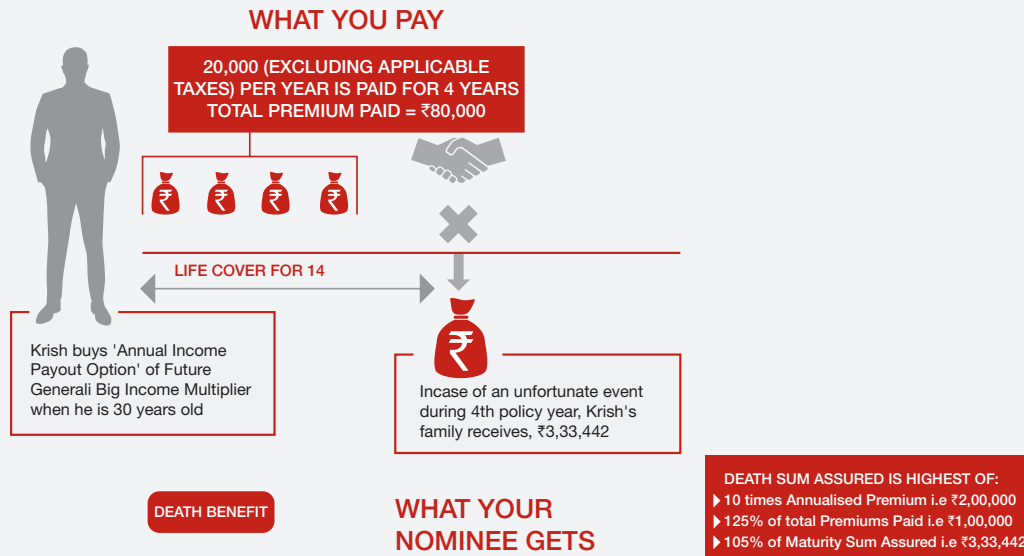 WHAT YOU PAY
20,000 (EXCLUDING APPLICABLE
TAXES) PER YEAR IS PAID FOR 4 YEARS
TOTAL PREMIUM PAID = ₹80,000
₹ ₹ ₹ ₹
LIFE COVER FOR 14
₹
Krish buys 'Annual Income
Payout Option' of Future
Generali Big Income Multiplier
when he is 30 years old
Incase of an unfortunate event
during 4th policy year, Krish's
family receives, ₹3,33,442
DEATH BENEFIT
WHAT YOUR
NOMINEE GETS
DEATH SUM ASSURED IS HIGHEST OF:
10 times Annualised Premium i.e ₹2,00,000
125% of total Premiums Paid i.e ₹1,00,000
105% of Maturity Sum Assured i.e ₹3,33,442